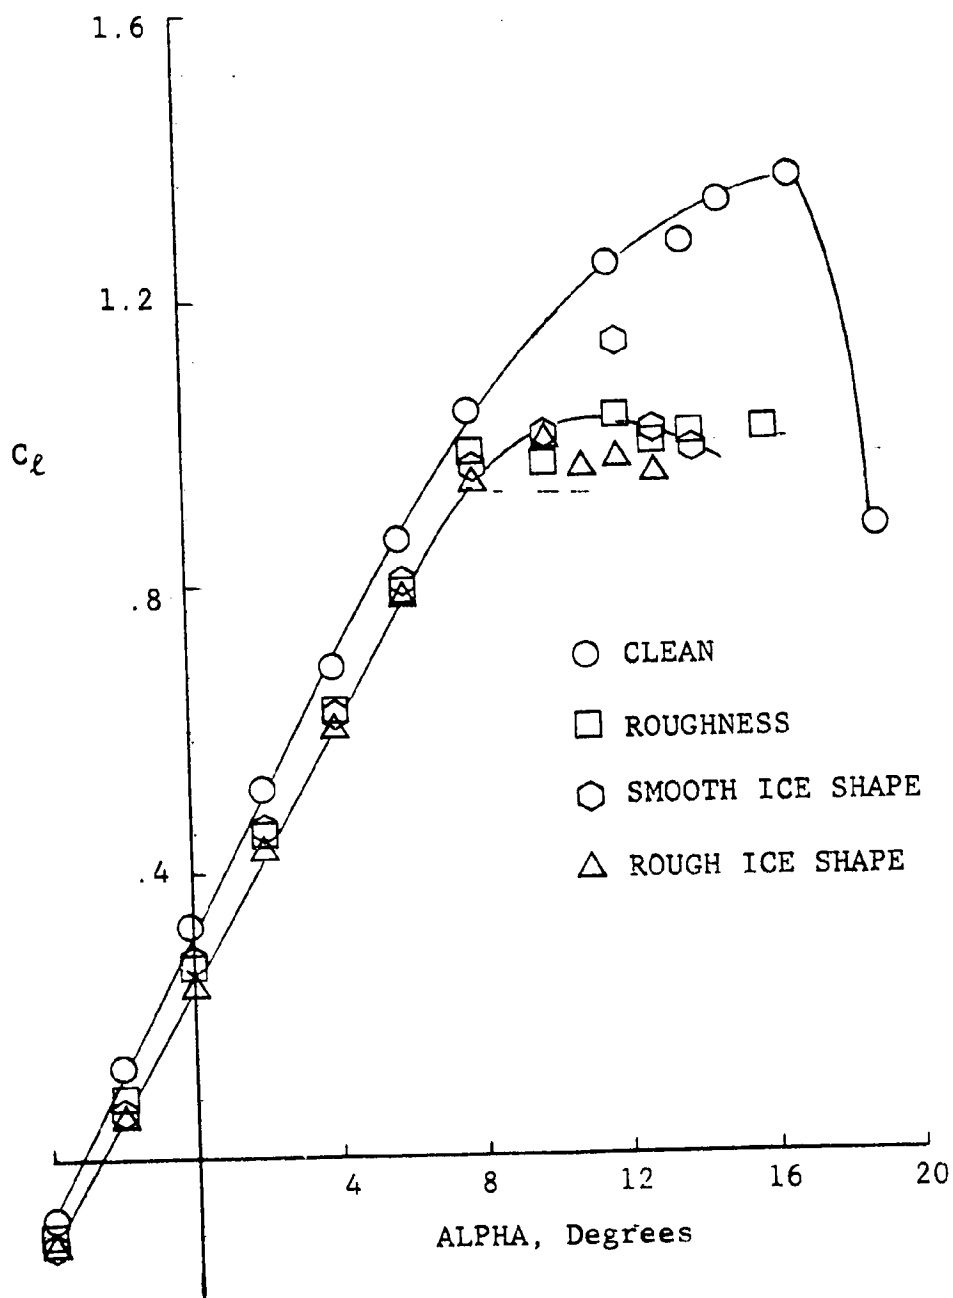 1.6
1.2
Cℓ
.8
○ CLEAN
□ ROUGHNESS
⬡ SMOOTH ICE SHAPE
.4
△ ROUGH ICE SHAPE
4 8 12 16 20
ALPHA, Degrees